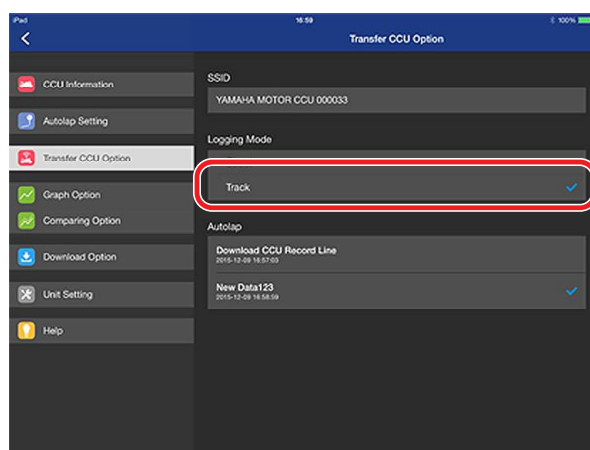 iPad
16:59
100%
Transfer CCU Option
CCU Information
Autolap Setting
Transfer CCU Option
Graph Option
Comparing Option
Download Option
Unit Setting
Help
SSID
YAMAHA MOTOR CCU 000033
Logging Mode
Track
Autolap
Download CCU Record Line
2015-12-09 16:57:03
New Data123
2015-12-09 16:58:59